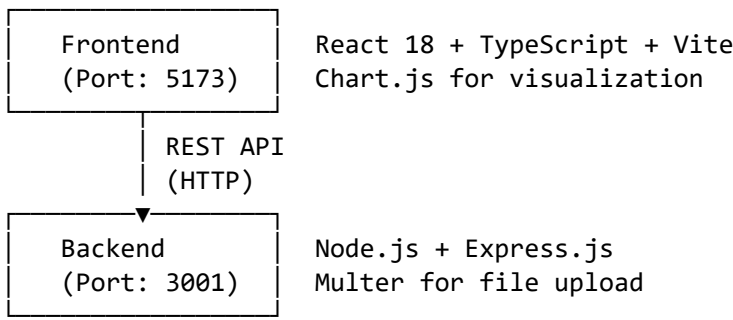 Frontend React 18 + TypeScript + Vite
(Port: 5173) Chart.js for visualization
REST API
(HTTP)
Backend Node.js + Express.js
(Port: 3001) Multer for file upload